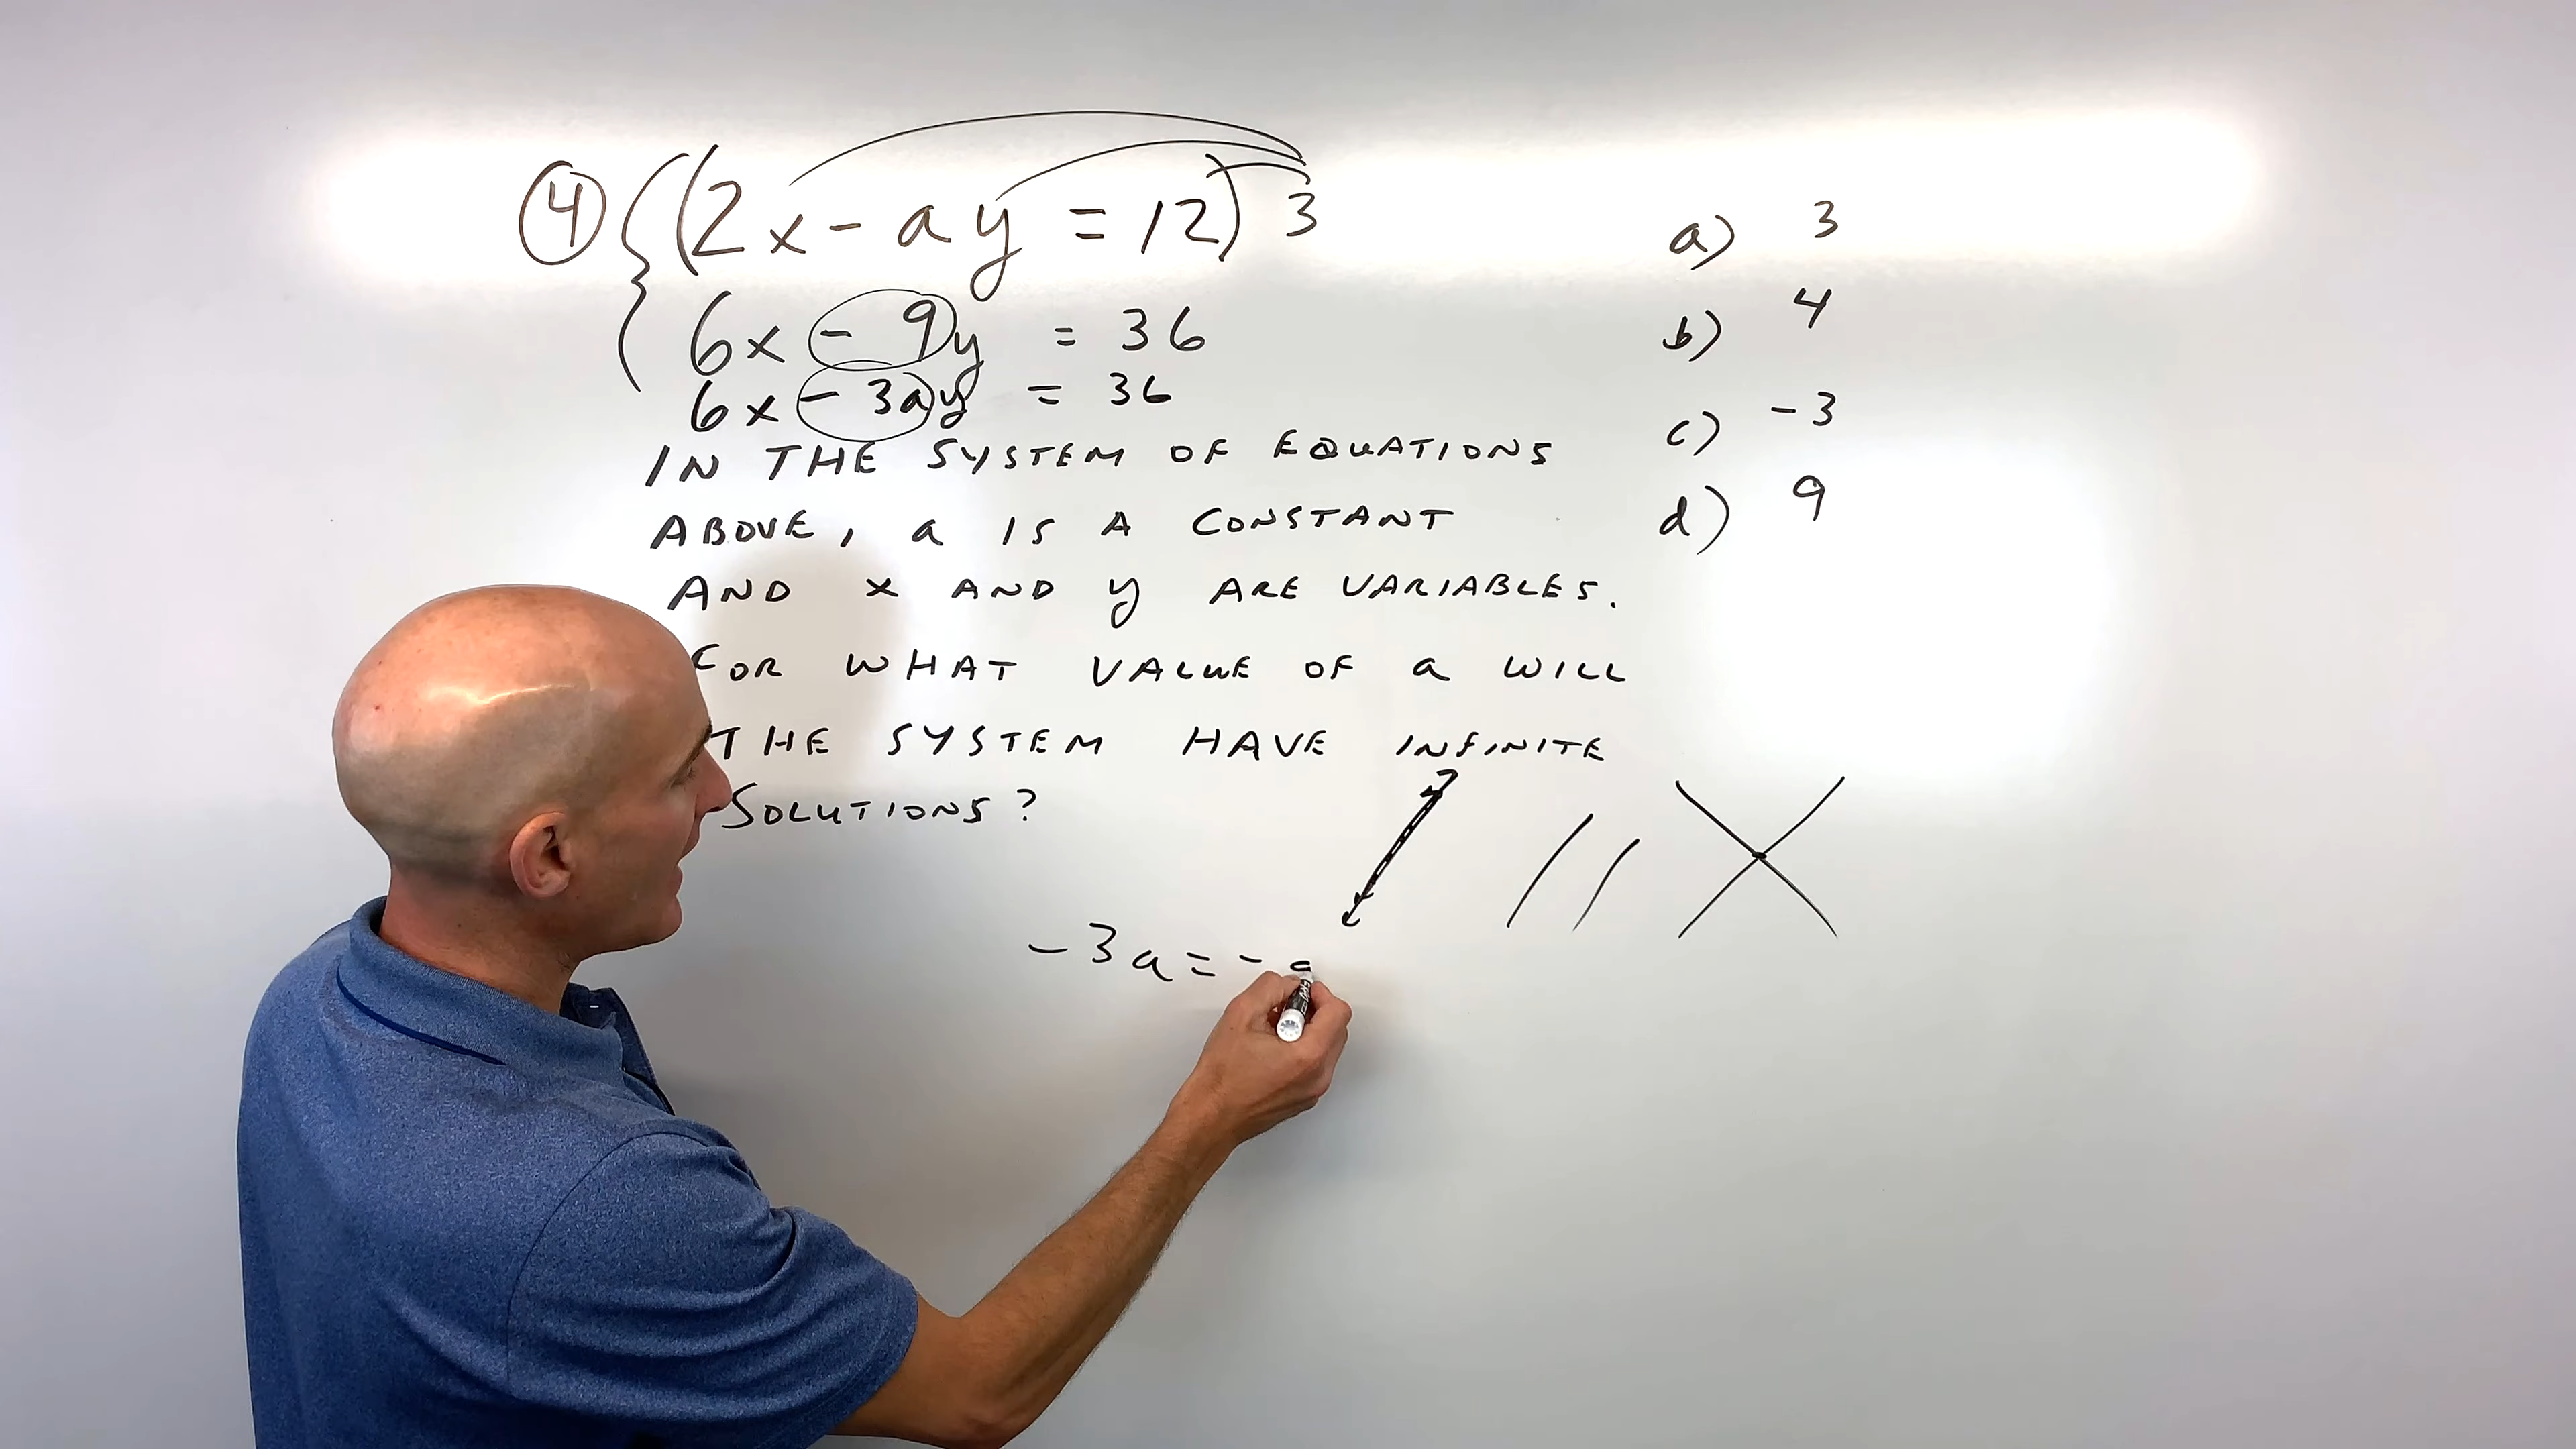 ④ { (2x - ay = 12) 3
6x - 9y = 36
6x - 3ay = 36
IN THE SYSTEM OF EQUATIONS
ABOVE, a IS A CONSTANT
AND x AND y ARE VARIABLES.
FOR WHAT VALUE OF a WILL
THE SYSTEM HAVE INFINITE
SOLUTIONS?
a) 3
b) 4
c) -3
d) 9
-3a = -